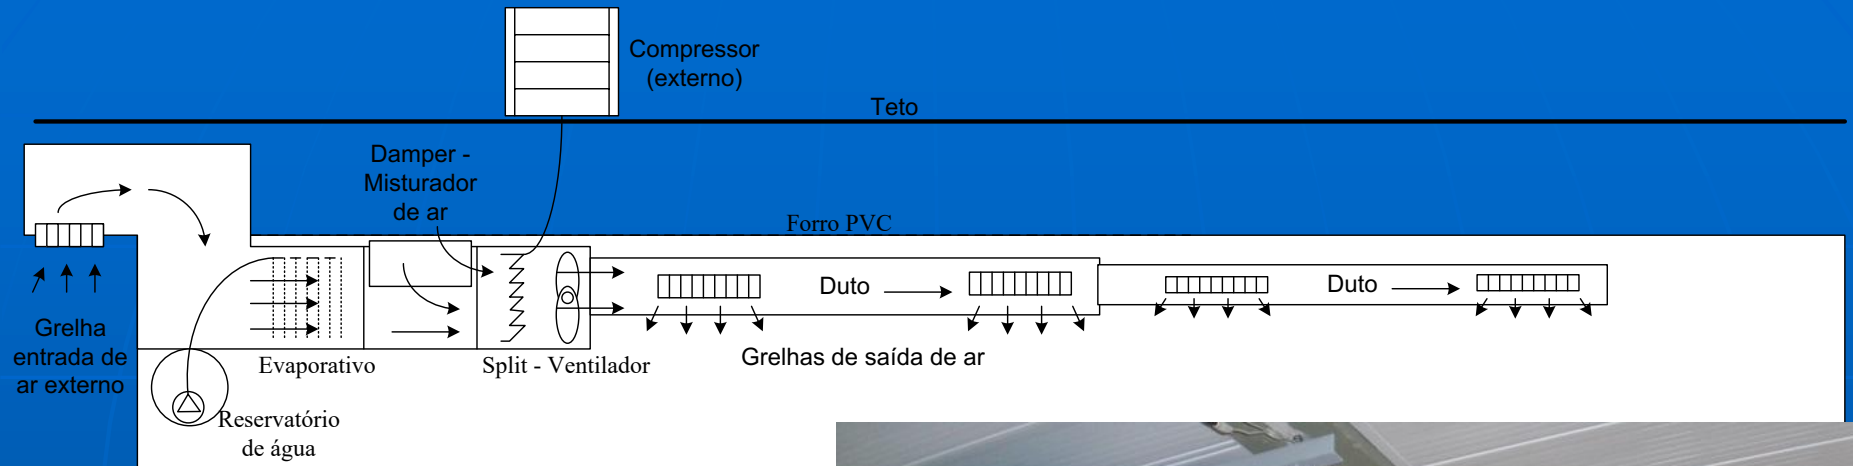 Compressor
(externo)
Teto
Damper -
Misturador
de ar
Forro PVC
Duto
Duto
Grelha
entrada de
ar externo
Evaporativo
Split - Ventilador
Grelhas de saída de ar
Reservatório
de água